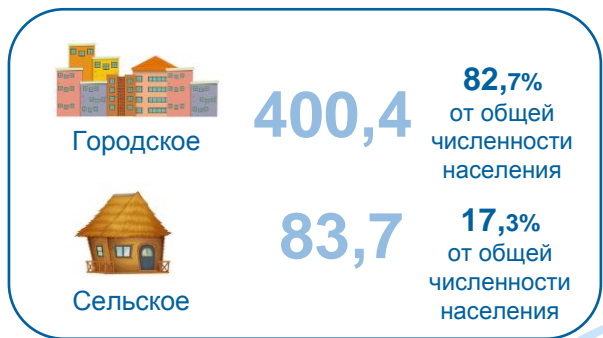 Городское
400,4
82,7%
от общей
численности
населения
Сельское
83,7
17,3%
от общей
численности
населения